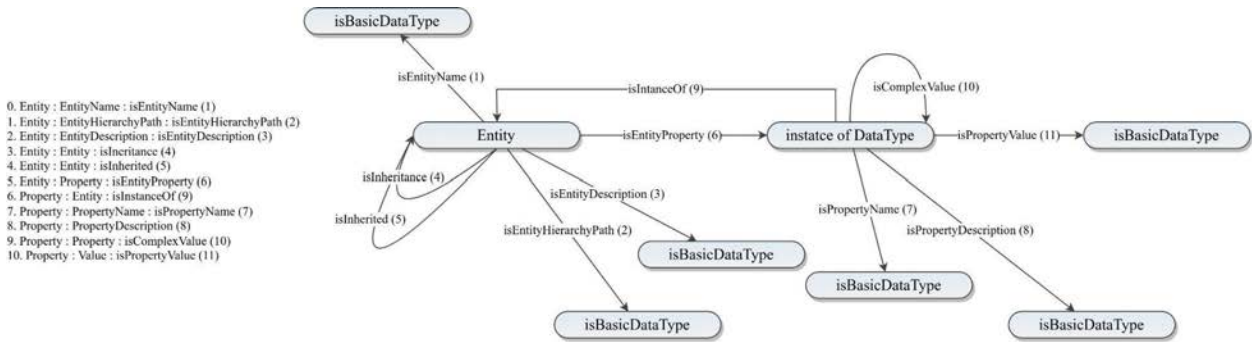 isBasicDataType
isEntityName (1)
isIntanceOf (9)
isComplexValue (10)
0. Entity : EntityName : isEntityName (1)
1. Entity : EntityHierarchyPath : isEntityHierarchyPath (2)
2. Entity : EntityDescription : isEntityDescription (3)
3. Entity : Entity : isIneritance (4)
4. Entity : Entity : isInherited (5)
5. Entity : Property : isEntityProperty (6)
6. Property : Entity : isInstanceOf (9)
7. Property : PropertyName : isPropertyName (7)
8. Property : PropertyDescription (8)
9. Property : Property : isComplexValue (10)
10. Property : Value : isPropertyValue (11)
Entity
isEntityProperty (6)
instatce of DataType
isPropertyValue (11)
isBasicDataType
isInheritance (4)
isEntityDescription (3)
isPropertyName (7)
isInherited (5)
isEntityHierarchyPath (2)
isPropertyDescription (8)
isBasicDataType
isBasicDataType
isBasicDataType
isBasicDataType